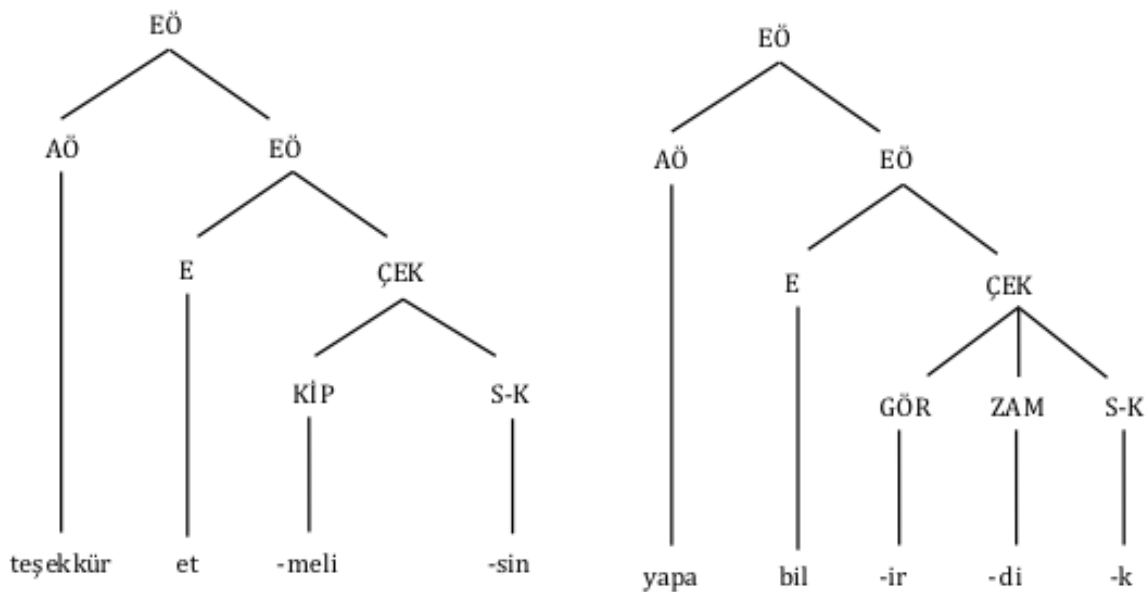 EÖ
AÖ EÖ
E ÇEK
KİP S-K
teşekkür et -meli -sin
EÖ
AÖ EÖ
E ÇEK
GÖR ZAM S-K
yapa bil -ir -di -k